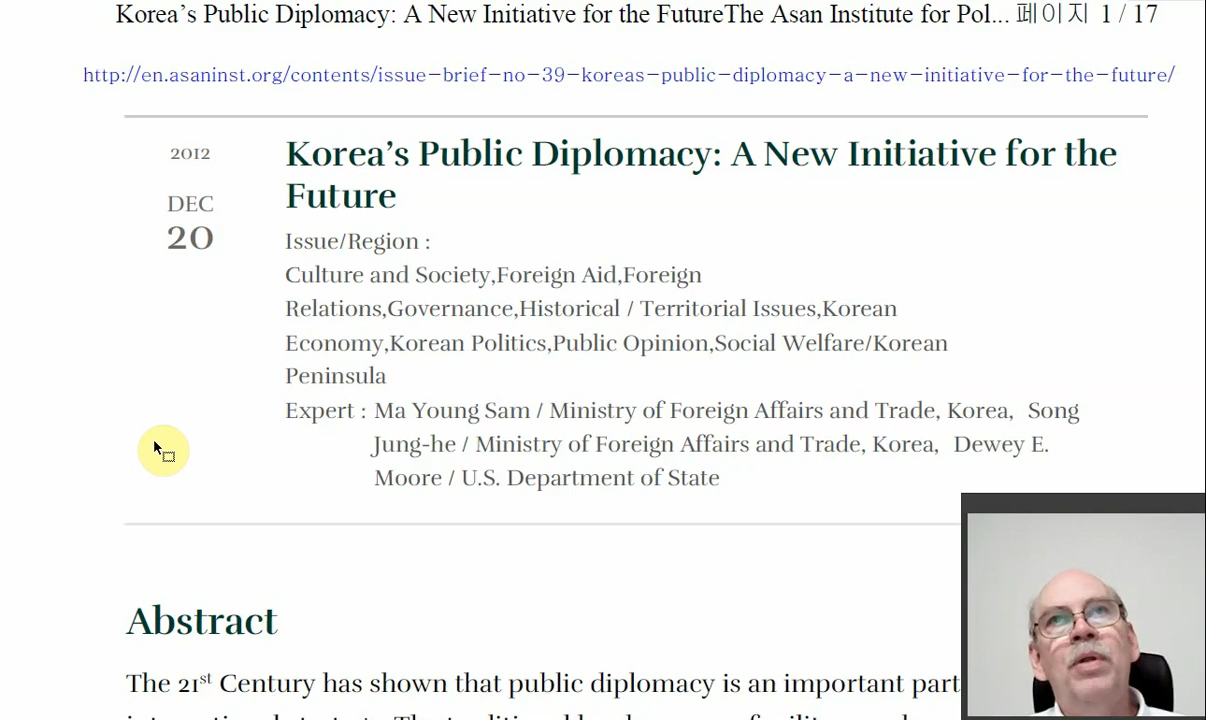 Korea’s Public Diplomacy: A New Initiative for the FutureThe Asan Institute for Pol... 페이지 1 / 17
http://en.asaninst.org/contents/issue-brief-no-39-koreas-public-diplomacy-a-new-initiative-for-the-future/
2012
DEC
20
Korea’s Public Diplomacy: A New Initiative for the
Future
Issue/Region :
Culture and Society,Foreign Aid,Foreign
Relations,Governance,Historical / Territorial Issues,Korean
Economy,Korean Politics,Public Opinion,Social Welfare/Korean
Peninsula
Expert : Ma Young Sam / Ministry of Foreign Affairs and Trade, Korea, Song
Jung-he / Ministry of Foreign Affairs and Trade, Korea, Dewey E.
Moore / U.S. Department of State
Abstract
The 21st Century has shown that public diplomacy is an important part